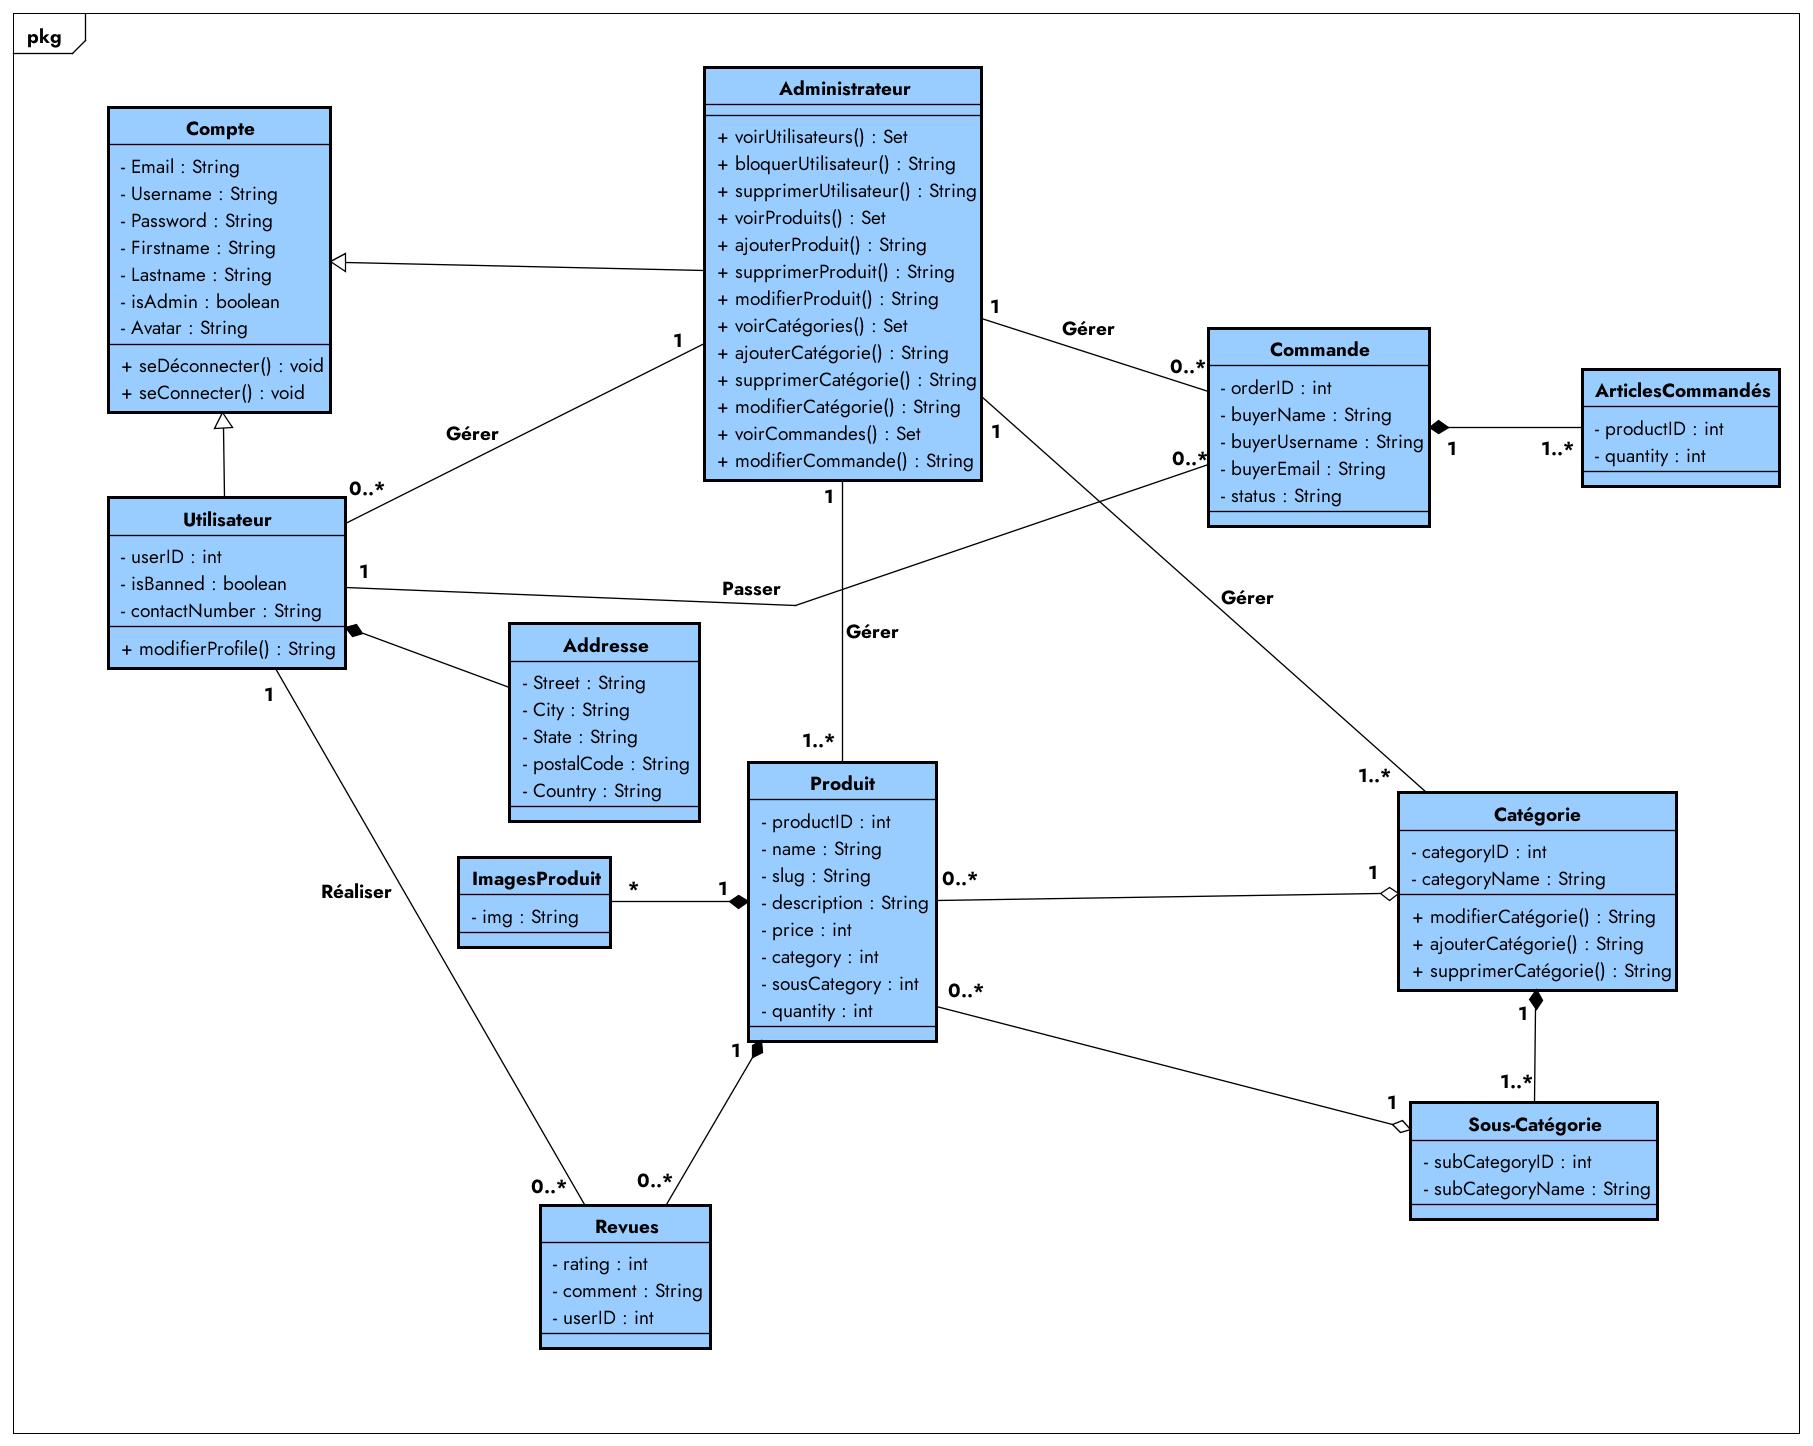 pkg
Compte
- Email : String
- Username : String
- Password : String
- Firstname : String
- Lastname : String
- isAdmin : boolean
- Avatar : String
+ seDéconnecter() : void
+ seConnecter() : void
Administrateur
+ voirUtilisateurs() : Set
+ bloquerUtilisateur() : String
+ supprimerUtilisateur() : String
+ voirProduits() : Set
+ ajouterProduit() : String
+ supprimerProduit() : String
+ modifierProduit() : String
+ voirCatégories() : Set
+ ajouterCatégorie() : String
+ supprimerCatégorie() : String
+ modifierCatégorie() : String
+ voirCommandes() : Set
+ modifierCommande() : String
1
Gérer
0..*
1
Gérer
0..*
Commande
- orderID : int
- buyerName : String
- buyerUsername : String
- buyerEmail : String
- status : String
1
1..*
ArticlesCommandés
- productID : int
- quantity : int
Utilisateur
- userID : int
- isBanned : boolean
- contactNumber : String
+ modifierProfile() : String
1
Passer
0..*
1
Gérer
1..*
1
Gérer
1..*
Addresse
- Street : String
- City : String
- State : String
- postalCode : String
- Country : String
Produit
- productID : int
- name : String
- slug : String
- description : String
- price : int
- category : int
- sousCategory : int
- quantity : int
ImagesProduit
- img : String
*
1
0..*
1
Catégorie
- categoryID : int
- categoryName : String
+ modifierCatégorie() : String
+ ajouterCatégorie() : String
+ supprimerCatégorie() : String
0..*
1
1
1..*
Sous-Catégorie
- subCategoryID : int
- subCategoryName : String
1
Réaliser
0..*
1
0..*
Revues
- rating : int
- comment : String
- userID : int